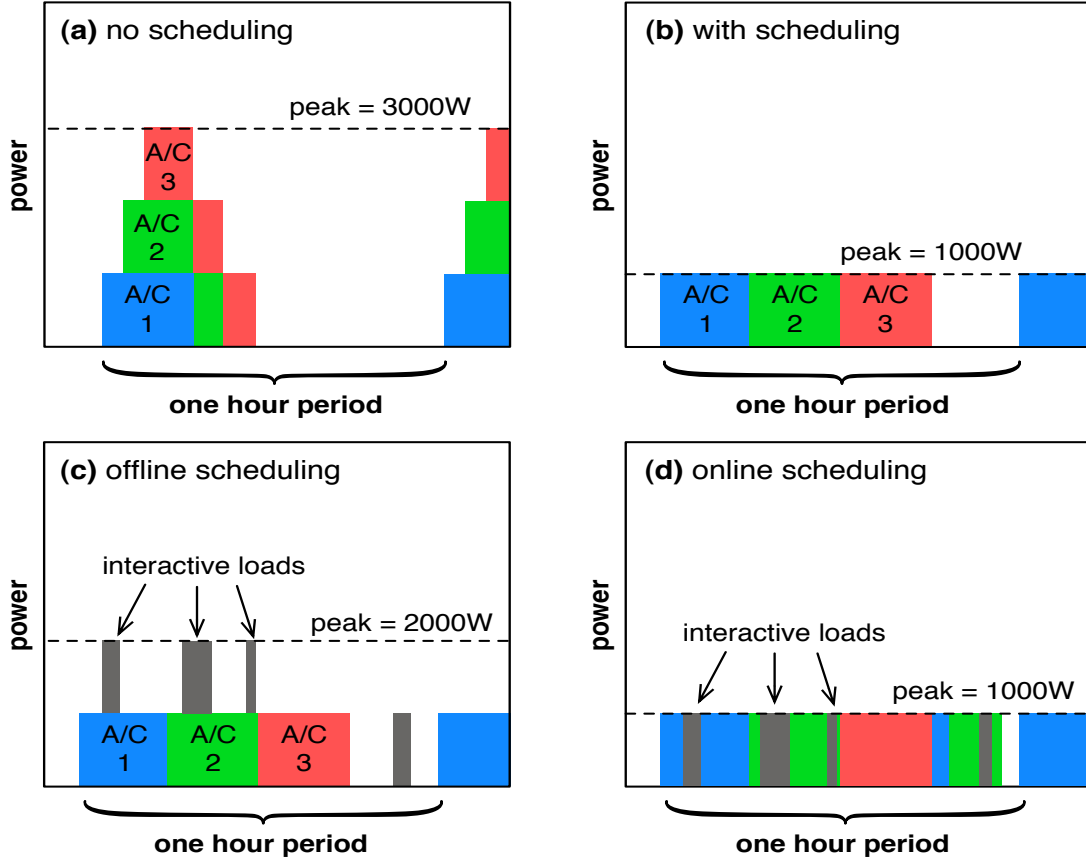 (a) no scheduling
peak = 3000W
power
A/C
3
A/C
2
A/C
1
one hour period
(b) with scheduling
peak = 1000W
power
A/C
1
A/C
2
A/C
3
one hour period
(c) offline scheduling
interactive loads
peak = 2000W
power
A/C
1
A/C
2
A/C
3
one hour period
(d) online scheduling
interactive loads
peak = 1000W
power
one hour period